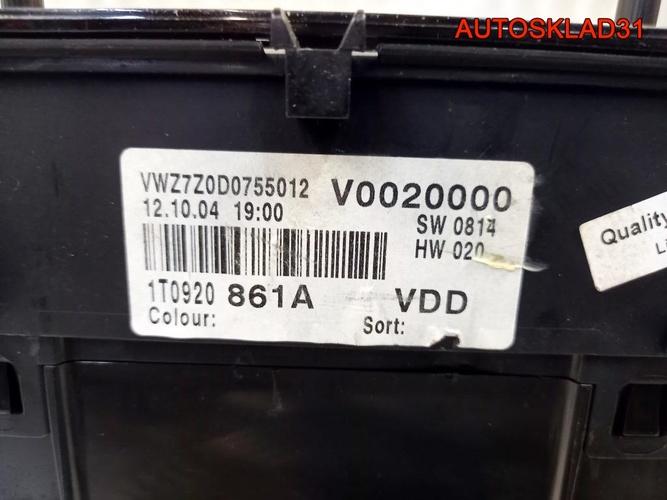 AUTOSKLAD31
VWZ7Z0D0755012 V0020000
12.10.04 19:00 SW 0814
HW 020
1T0920 861A VDD
Colour: Sort:
Quality